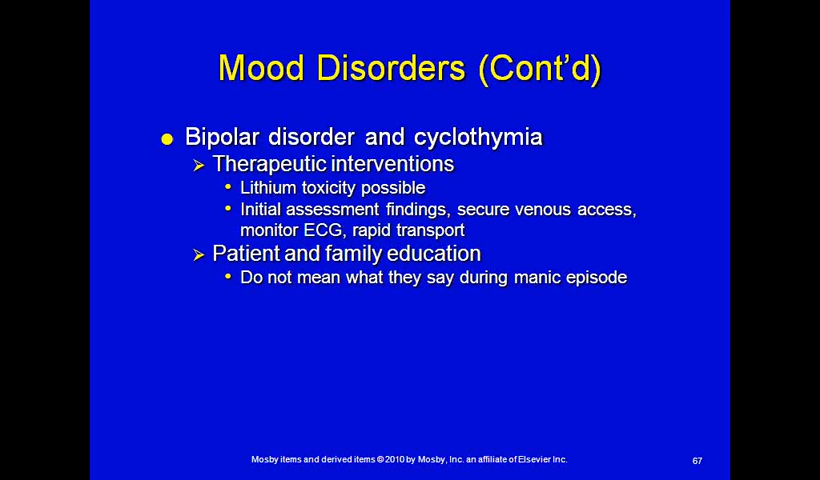 Mood Disorders (Cont’d)
Bipolar disorder and cyclothymia
Therapeutic interventions
Lithium toxicity possible
Initial assessment findings, secure venous access,
monitor ECG, rapid transport
Patient and family education
Do not mean what they say during manic episode
Mosby items and derived items © 2010 by Mosby, Inc. an affiliate of Elsevier Inc.
67